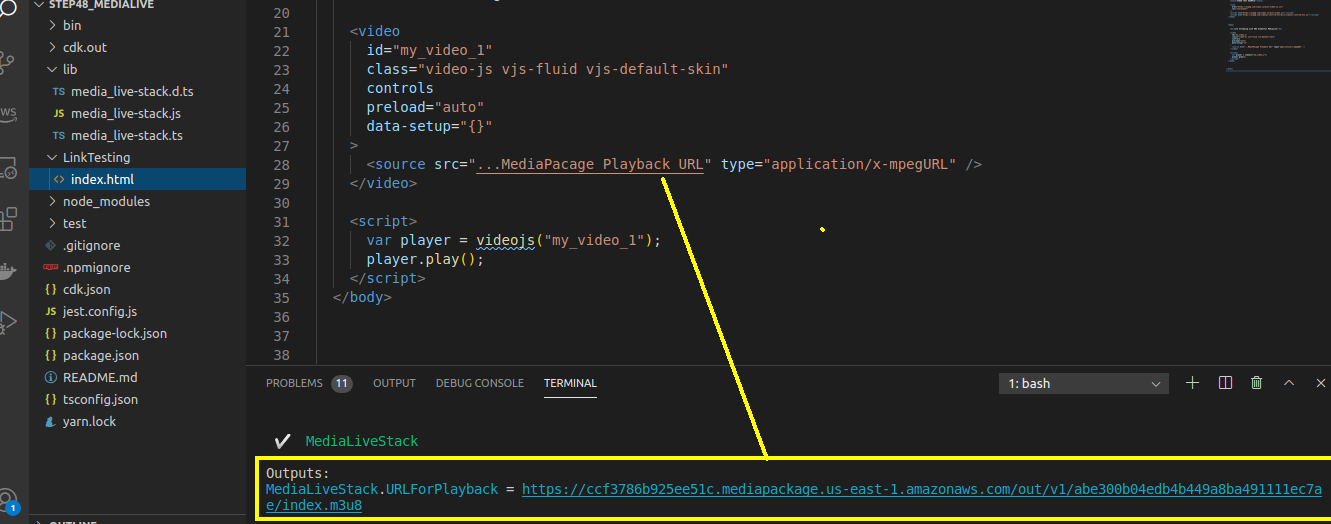 STEP48_MEDIALIVE
bin
cdk.out
lib
TS media_live-stack.d.ts
JS media_live-stack.js
TS media_live-stack.ts
LinkTesting
<> index.html
node_modules
test
.gitignore
npm .npmignore
{ } cdk.json
JS jest.config.js
{ } package-lock.json
{ } package.json
README.md
{ } tsconfig.json
yarn.lock
1
20
21 <video
22 id="my_video_1"
23 class="video-js vjs-fluid vjs-default-skin"
24 controls
25 preload="auto"
26 data-setup="{}"
27 >
28 <source src="...MediaPacage Playback URL" type="application/x-mpegURL" />
29 </video>
30
31 <script>
32 var player = videojs("my_video_1");
33 player.play();
34 </script>
35 </body>
36
37
38
PROBLEMS 11 OUTPUT DEBUG CONSOLE TERMINAL 1: bash
✔ MediaLiveStack
Outputs:
MediaLiveStack.URLForPlayback = https://ccf3786b925ee51c.mediapackage.us-east-1.amazonaws.com/out/v1/abe300b04edb4b449a8ba491111ec7a
e/index.m3u8